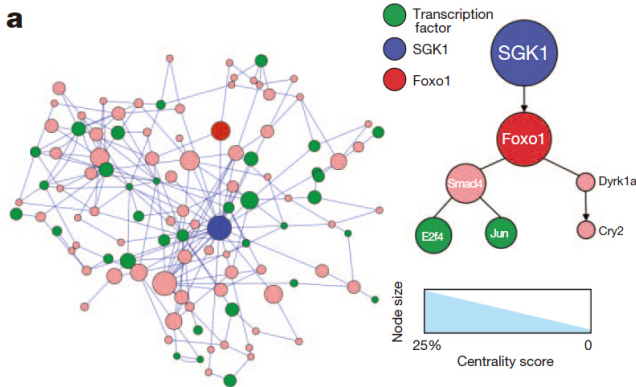 a
Transcription
factor
SGK1
Foxo1
SGK1
Foxo1
Smad4
Dyrk1a
E2f4
Jun
Cry2
Node size
25%
0
Centrality score